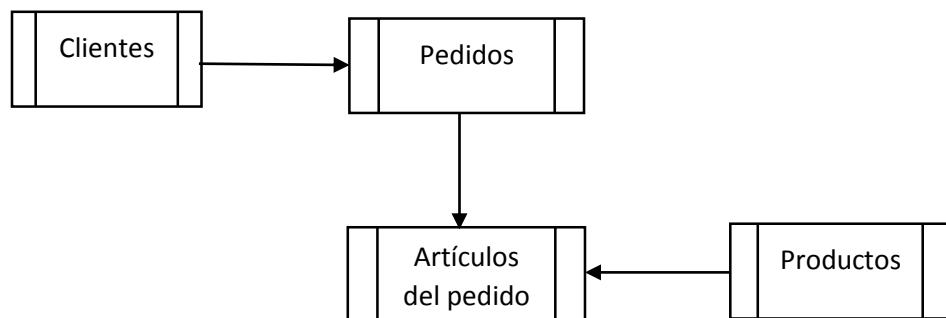 Clientes
Pedidos
Artículos
del pedido
Productos